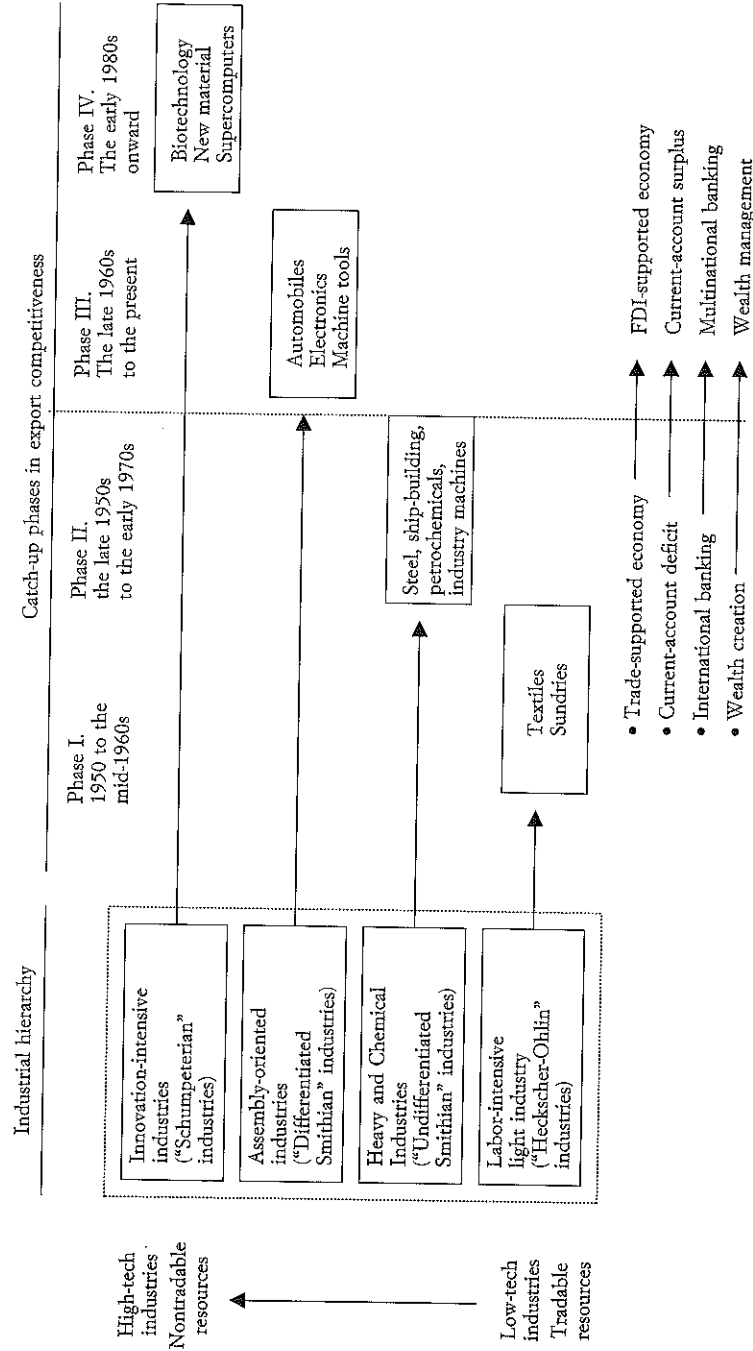 Industrial hierarchy
Catch-up phases in export competitiveness
Phase I.
1950 to the
mid-1960s
Phase II.
the late 1950s
to the early 1970s
Phase III.
The late 1960s
to the present
Phase IV.
The early 1980s
onward
High-tech
industries
Nontradable
resources
Low-tech
industries
Tradable
resources
Innovation-intensive
industries
("Schumpeterian"
industries)
Biotechnology
New material
Supercomputers
Assembly-oriented
industries
("Differentiated
Smithian" industries)
Automobiles
Electronics
Machine tools
Heavy and Chemical
Industries
("Undifferentiated
Smithian" industries)
Steel, ship-building,
petrochemicals,
industry machines
Labor-intensive
light industry
("Heckscher-Ohlin"
industries)
Textiles
Sundries
• Trade-supported economy
FDI-supported economy
• Current-account deficit
Current-account surplus
• International banking
Multinational banking
• Wealth creation
Wealth management